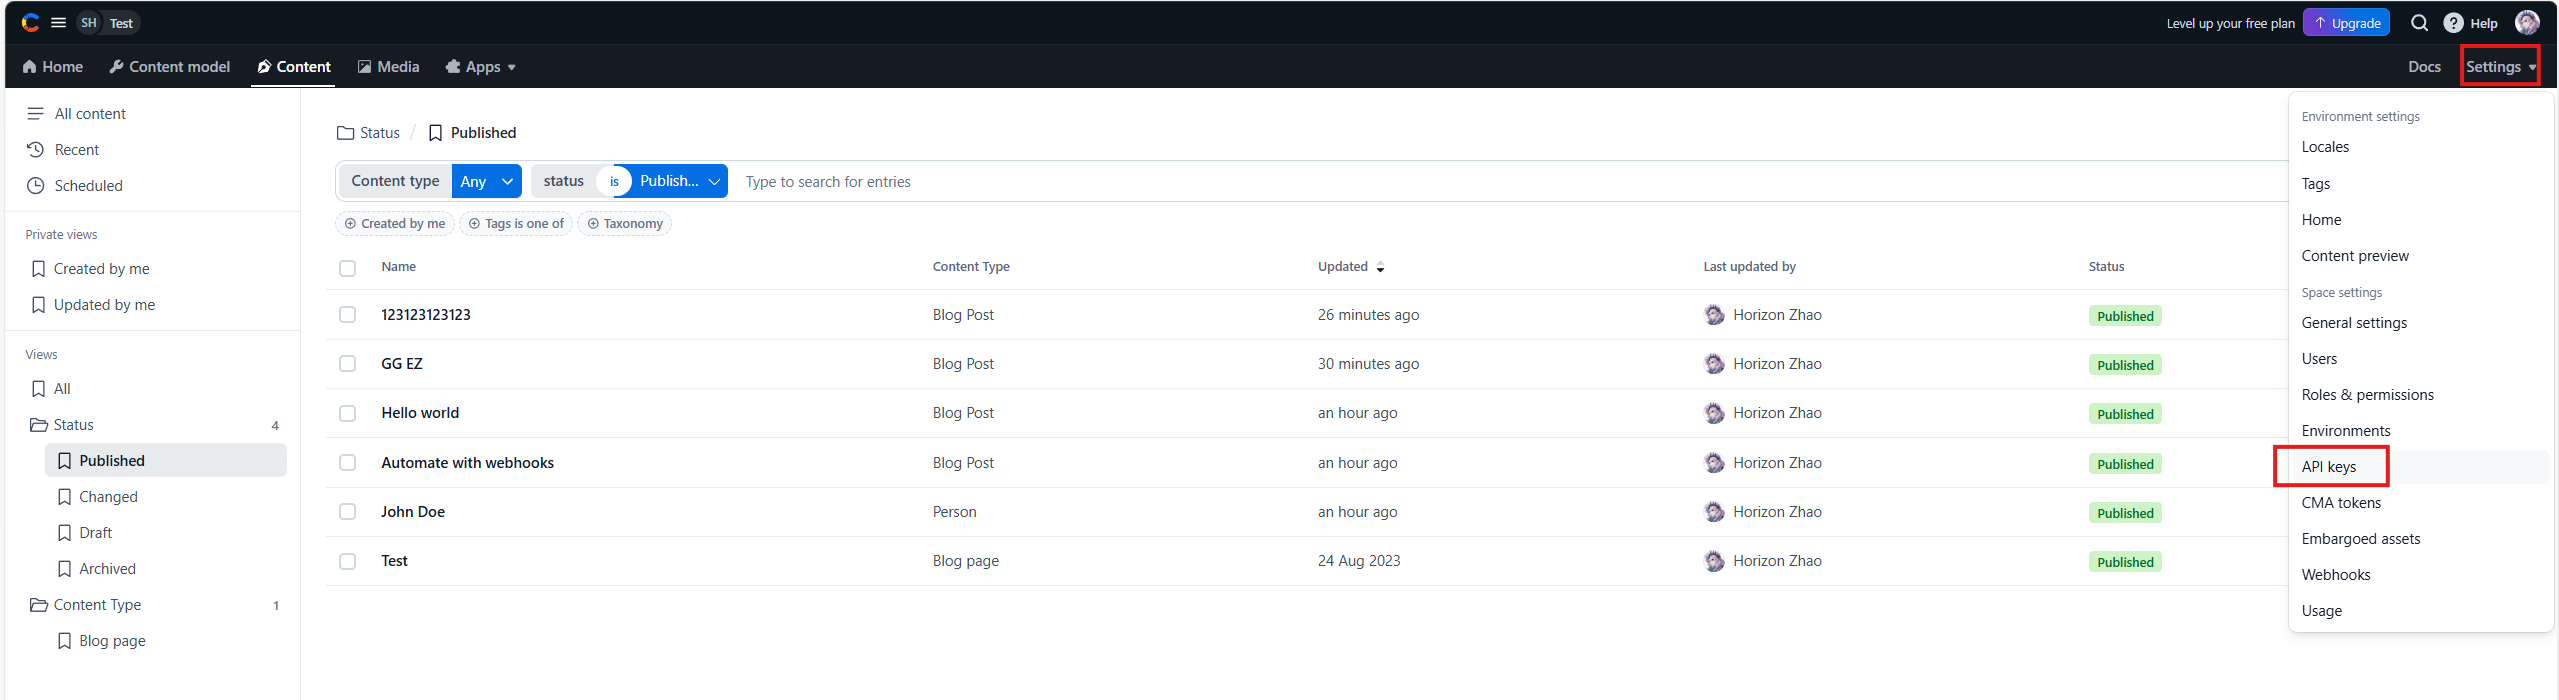 SH Test
Level up your free plan
Upgrade
Help
Home
Content model
Content
Media
Apps
Docs
Settings
All content
Recent
Scheduled
Private views
Created by me
Updated by me
Views
All
Status 4
Published
Changed
Draft
Archived
Content Type 1
Blog page
Status / Published
Content type Any status is Publish... Type to search for entries
Created by me Tags is one of Taxonomy
Name Content Type Updated Last updated by Status
123123123123 Blog Post 26 minutes ago Horizon Zhao Published
GG EZ Blog Post 30 minutes ago Horizon Zhao Published
Hello world Blog Post an hour ago Horizon Zhao Published
Automate with webhooks Blog Post an hour ago Horizon Zhao Published
John Doe Person an hour ago Horizon Zhao Published
Test Blog page 24 Aug 2023 Horizon Zhao Published
Environment settings
Locales
Tags
Home
Content preview
Space settings
General settings
Users
Roles & permissions
Environments
API keys
CMA tokens
Embargoed assets
Webhooks
Usage